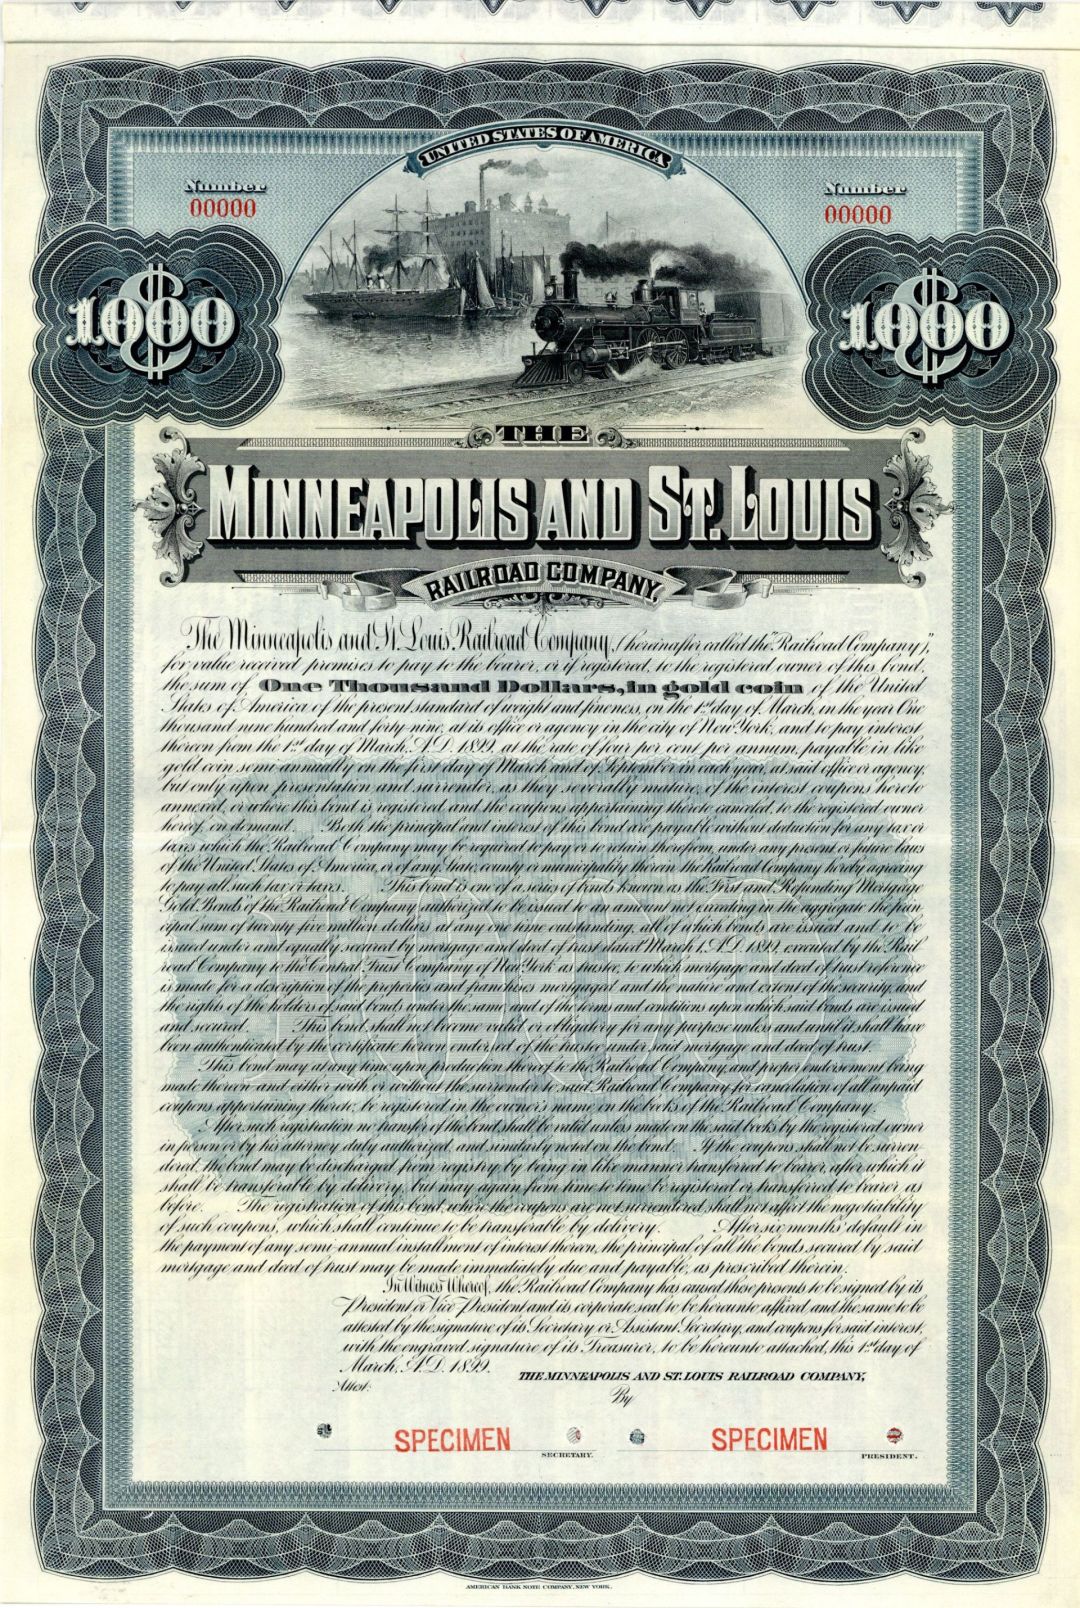 UNITED STATES OF AMERICA
Number
00000
Number
00000
$1000
$1000
THE
MINNEAPOLIS AND ST. LOUIS
RAILROAD COMPANY.
The Minneapolis and St. Louis Railroad Company, (hereinafter called the "Railroad Company"),
for value received promises to pay to the bearer, or if registered, to the registered owner of this bond,
the sum of One Thousand Dollars, in gold coin of the United
States of America of the present standard of weight and fineness, on the 1st day of March, in the year One
thousand nine hundred and forty-nine, at its office or agency in the city of New York, and to pay interest
thereon from the 1st day of March, A.D. 1899, at the rate of four per cent per annum, payable in like
gold coin semi-annually on the first day of March and of September in each year, at said office or agency,
but only upon presentation and surrender, as they severally mature, of the interest coupons hereto
annexed, or where this bond is registered and the coupons appertaining thereto canceled, to the registered owner
hereof, on demand. Both the principal and interest of this bond are payable without deduction for any tax or
taxes which the Railroad Company may be required to pay or to retain therefrom, under any present or future laws
of the United States of America, or of any State, county or municipality therein, the Railroad Company hereby agreeing
to pay all such tax or taxes. This bond is one of a series of bonds known as the "First and Refunding Mortgage
Gold Bonds" of the Railroad Company authorized to be issued to an amount not exceeding in the aggregate the prin-
cipal sum of twenty five million dollars at any one time outstanding, all of which bonds are issued and to be
issued under and equally secured by mortgage and deed of trust dated March 1, A.D. 1899, executed by the Rail-
road Company to the Central Trust Company of New York as trustee, to which mortgage and deed of trust reference
is made for a description of the properties and franchises mortgaged and the nature and extent of the security, and
the rights of the holders of said bonds under the same, and of the terms and conditions upon which said bonds are issued
and secured. This bond shall not become valid or obligatory for any purpose unless and until it shall have
been authenticated by the certificate hereon endorsed of the trustee under said mortgage and deed of trust.
This bond may at any time upon production thereof to the Railroad Company, and proper endorsement being
made thereon and either with or without the surrender to said Railroad Company for cancelation of all unpaid
coupons appertaining thereto, be registered in the owner's name on the books of the Railroad Company.
After such registration no transfer of the bond shall be valid unless made on the said books by the registered owner
in person or by his attorney duly authorized, and similarly noted on the bond. If the coupons shall not be surren-
dered, the bond may be discharged from registry by being in like manner transferred to bearer, after which it
shall be transferable by delivery, but may again from time to time be registered or transferred to bearer as
before. The registration of this bond, where the coupons are not surrendered shall not affect the negotiability
of such coupons, which shall continue to be transferable by delivery. After six months' default in
the payment of any semi-annual installment of interest thereon, the principal of all the bonds secured by said
mortgage and deed of trust may be made immediately due and payable, as prescribed therein.
In Witness Whereof, the Railroad Company has caused these presents to be signed by its
President or Vice President and its corporate seal to be hereunto affixed and the same to be
attested by the signature of its Secretary or Assistant Secretary, and coupons for said interest,
with the engraved signature of its Treasurer, to be hereunto attached, this 1st day of
March, A.D. 1899.
THE MINNEAPOLIS AND ST. LOUIS RAILROAD COMPANY,
Attest:
By
SPECIMEN
SECRETARY.
SPECIMEN
PRESIDENT.
AMERICAN BANK NOTE COMPANY, NEW YORK.